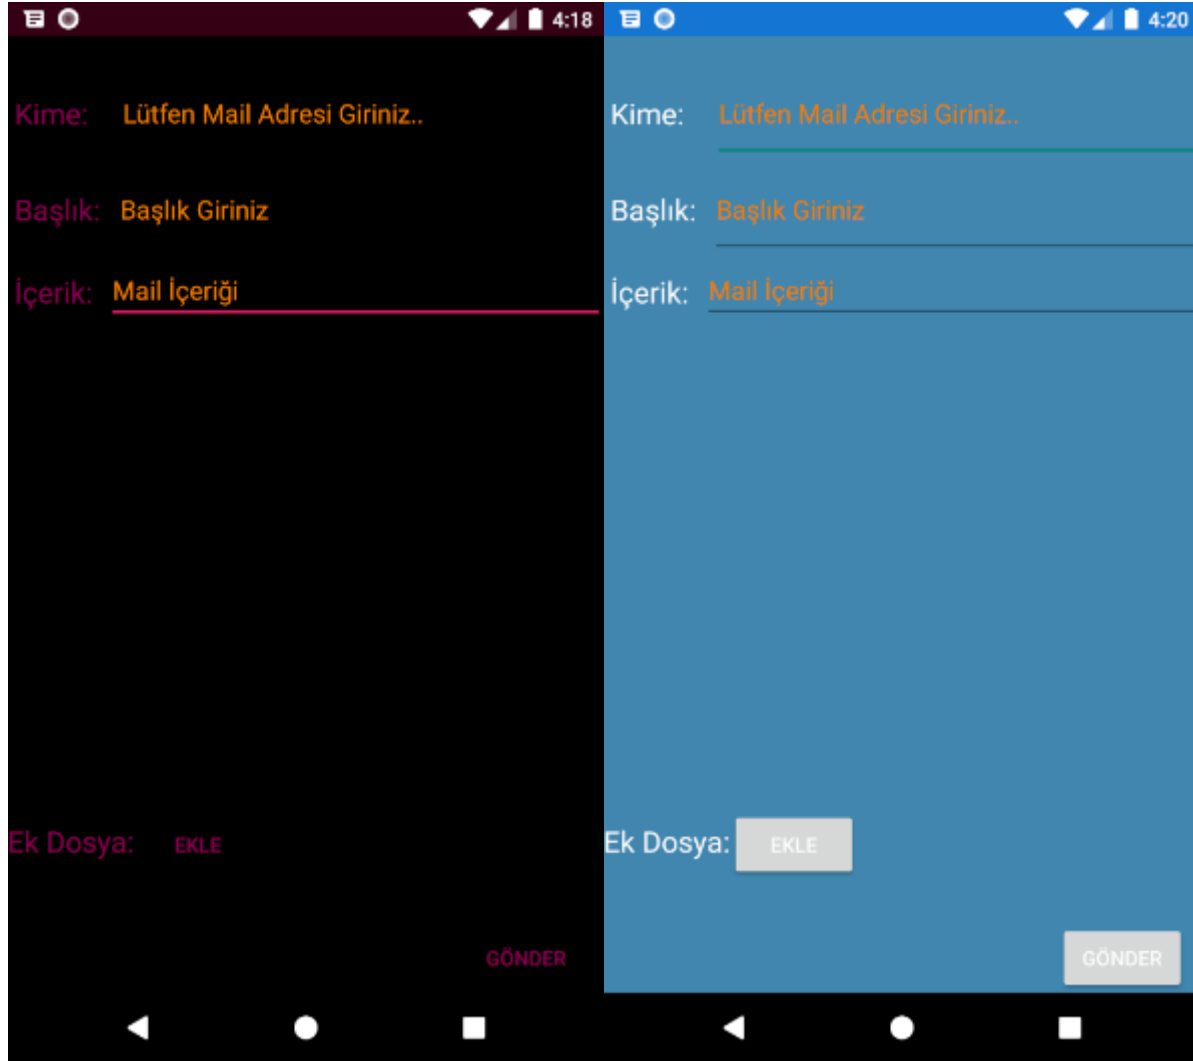 4:18
Kime: Lütfen Mail Adresi Giriniz..
Başlık: Başlık Giriniz
İçerik: Mail İçeriği
Ek Dosya: EKLE
GÖNDER
4:20
Kime: Lütfen Mail Adresi Giriniz..
Başlık: Başlık Giriniz
İçerik: Mail İçeriği
Ek Dosya: EKLE
GÖNDER